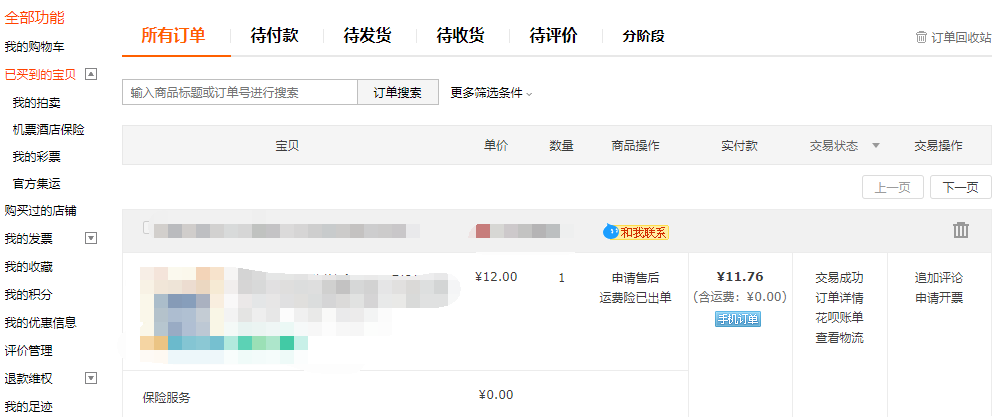 全部功能
我的购物车
已买到的宝贝
我的拍卖
机票酒店保险
我的彩票
官方集运
购买过的店铺
我的发票
我的收藏
我的积分
我的优惠信息
评价管理
退款维权
我的足迹
所有订单 待付款 待发货 待收货 待评价 分阶段 订单回收站
输入商品标题或订单号进行搜索 订单搜索 更多筛选条件
宝贝 单价 数量 商品操作 实付款 交易状态 交易操作
上一页 下一页
和我联系
¥12.00 1 申请售后 ¥11.76 交易成功 追加评论
运费险已出单 (含运费：¥0.00) 订单详情 申请开票
手机订单 花呗账单
查看物流
保险服务 ¥0.00